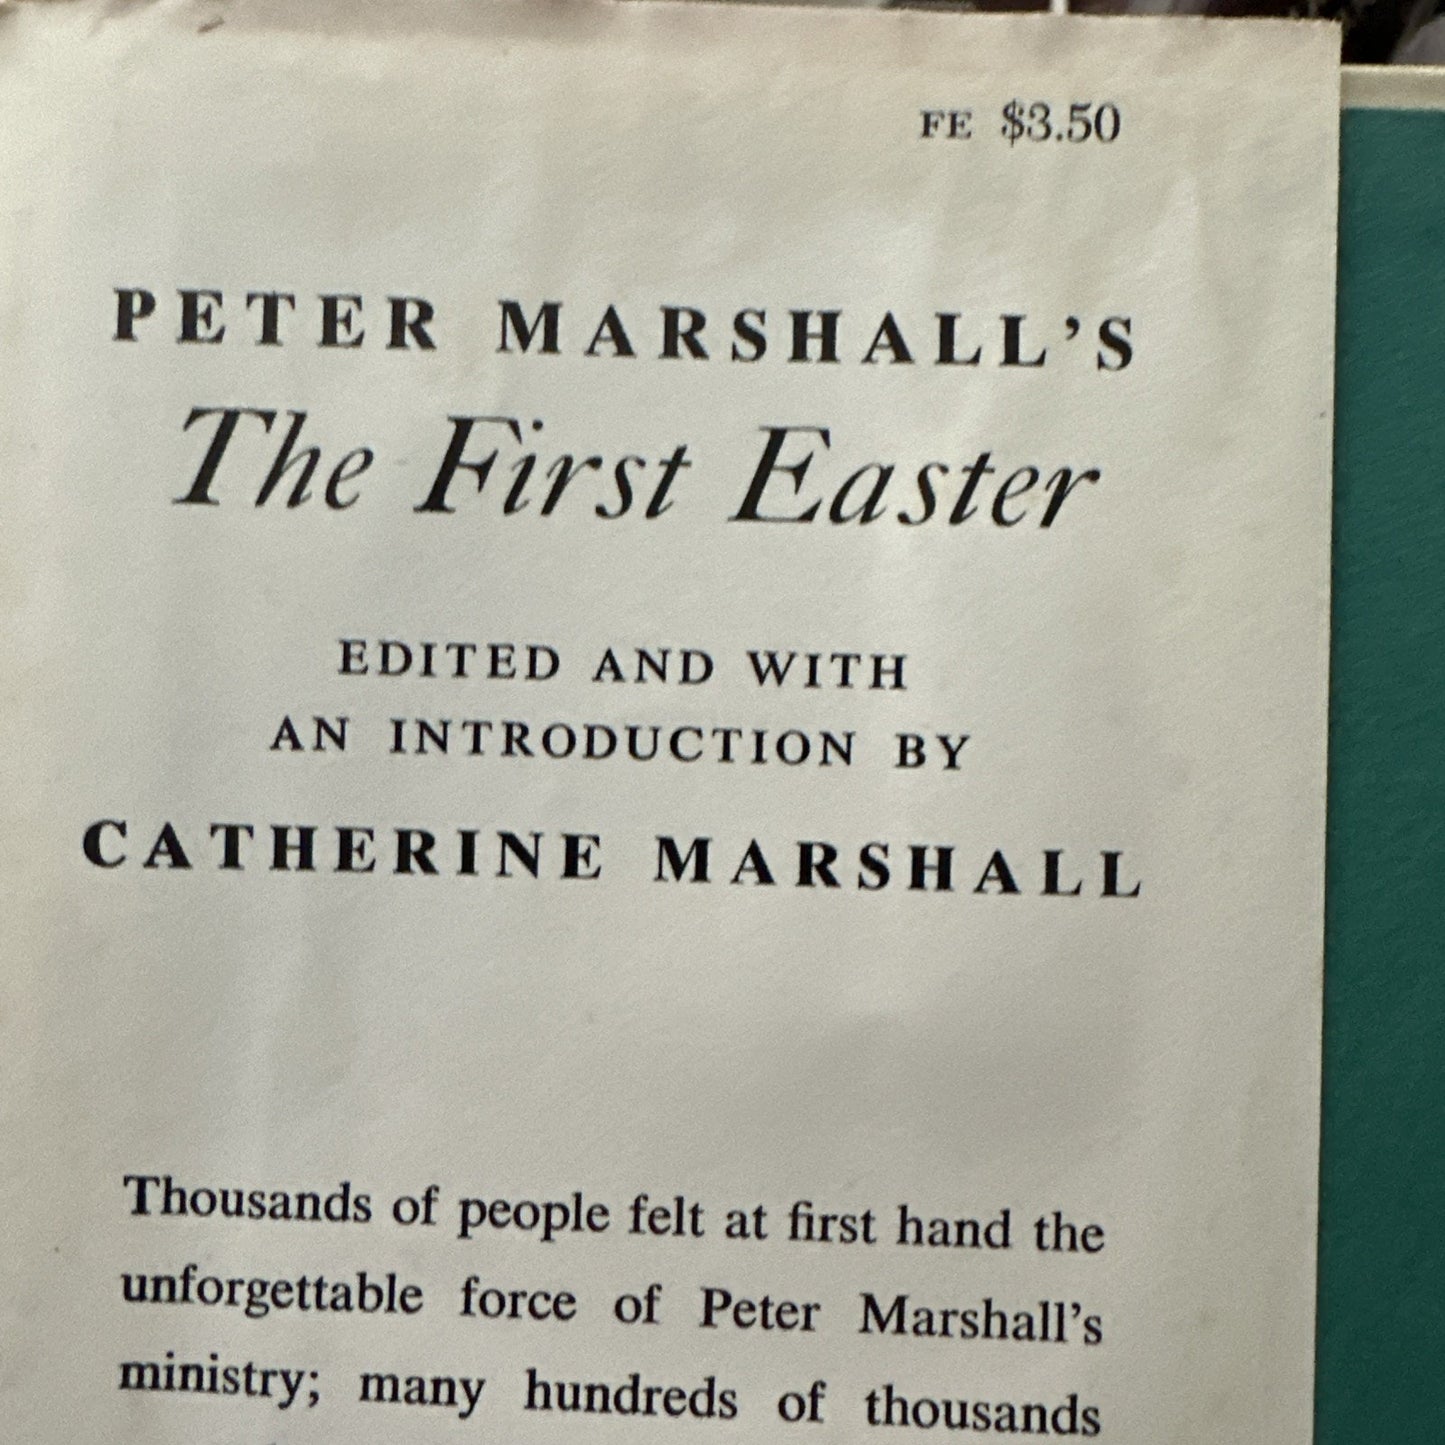 FE $3.50
PETER MARSHALL’S
The First Easter
EDITED AND WITH
AN INTRODUCTION BY
CATHERINE MARSHALL
Thousands of people felt at first hand the
unforgettable force of Peter Marshall’s
ministry; many hundreds of thousands